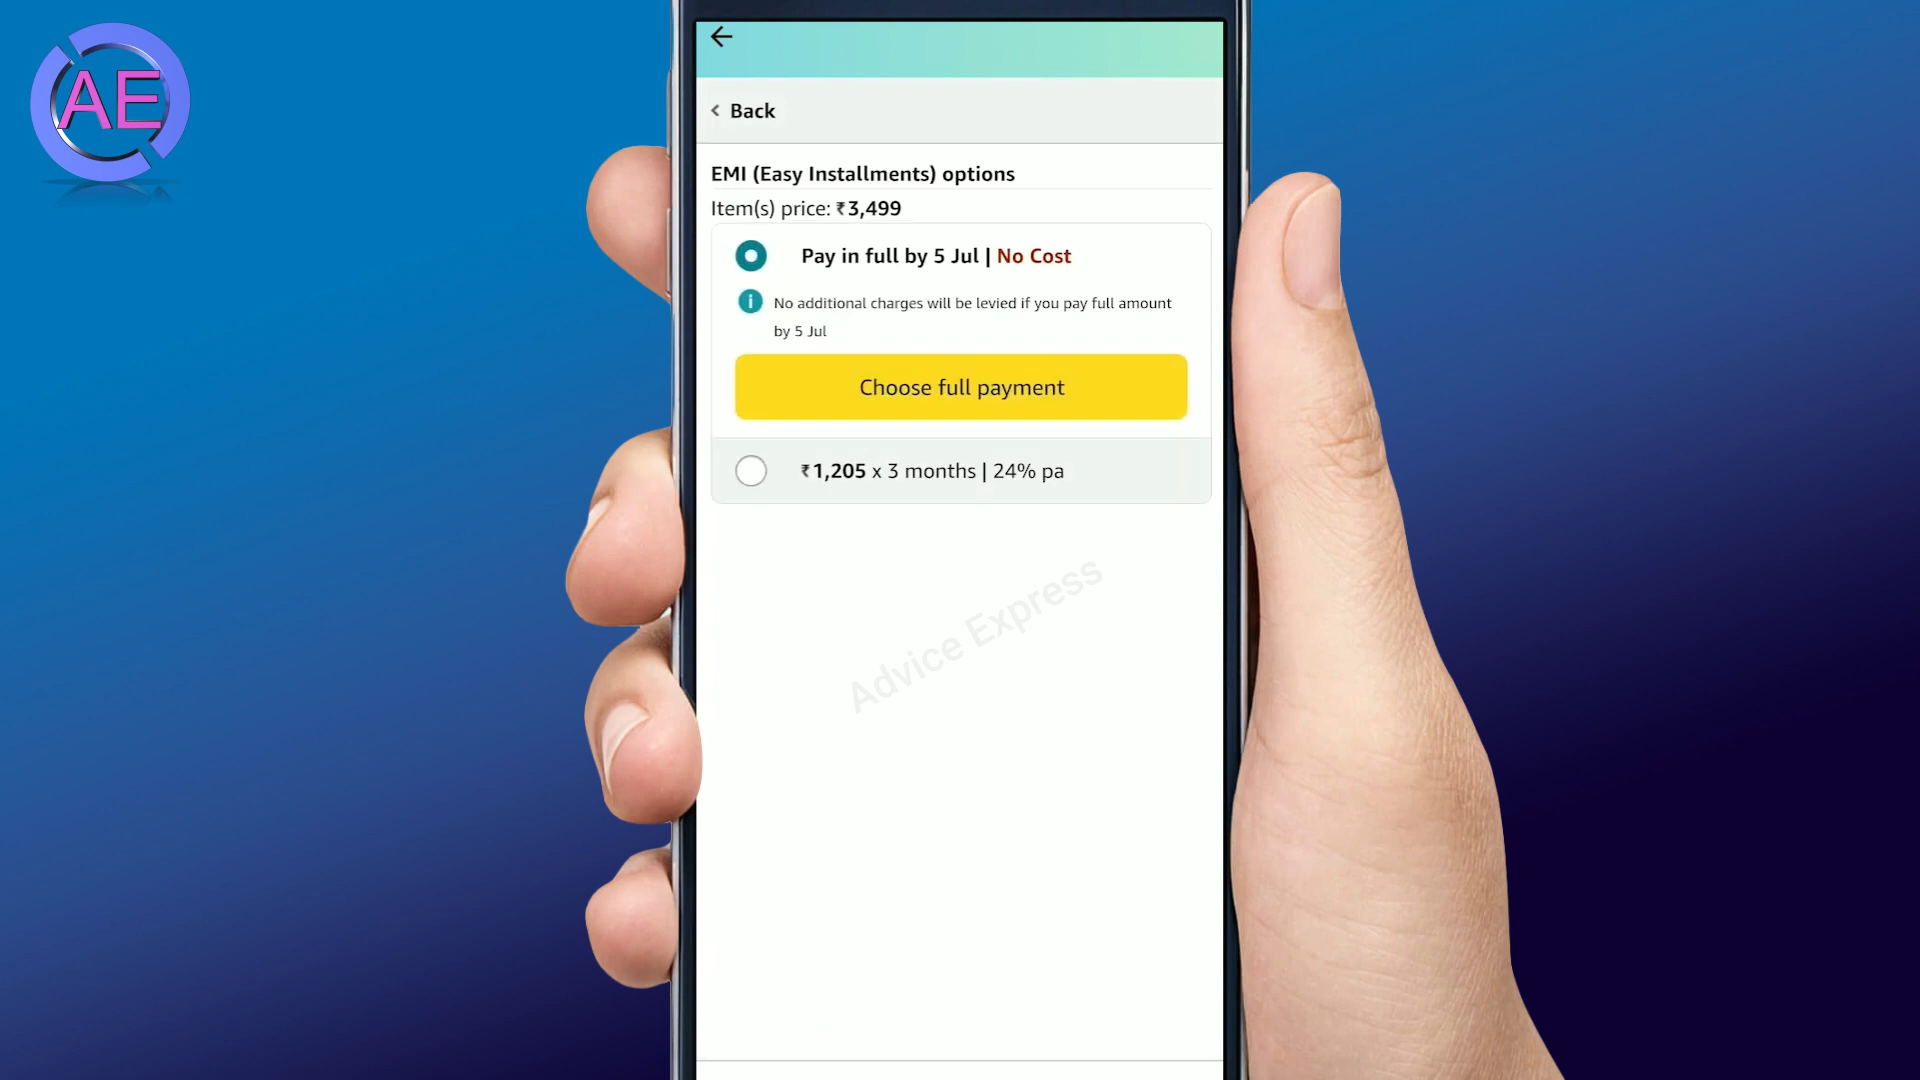 AE
Back
EMI (Easy Installments) options
Item(s) price: ₹3,499
Pay in full by 5 Jul | No Cost
i No additional charges will be levied if you pay full amount
by 5 Jul
Choose full payment
₹1,205 x 3 months | 24% pa
Advice Express